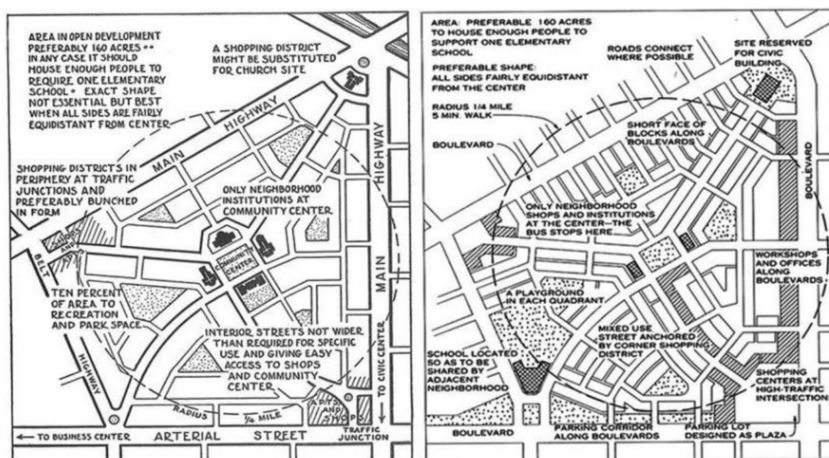 AREA IN OPEN DEVELOPMENT
PREFERABLY 160 ACRES **
IN ANY CASE IT SHOULD
HOUSE ENOUGH PEOPLE TO
REQUIRE ONE ELEMENTARY
SCHOOL * EXACT SHAPE
NOT ESSENTIAL BUT BEST
WHEN ALL SIDES ARE FAIRLY
EQUIDISTANT FROM CENTER
A SHOPPING DISTRICT
MIGHT BE SUBSTITUTED
FOR CHURCH SITE
MAIN HIGHWAY
HIGHWAY
MAIN
SHOPPING DISTRICTS IN
PERIPHERY AT TRAFFIC
JUNCTIONS AND
PREFERABLY BUNCHED
IN FORM
ONLY NEIGHBORHOOD
INSTITUTIONS AT
COMMUNITY CENTER
COMMUNITY
CENTER
BELT
HIGHWAY
TEN PERCENT
OF AREA TO
RECREATION
AND PARK SPACE
INTERIOR STREETS NOT WIDER
THAN REQUIRED FOR SPECIFIC
USE AND GIVING EASY
ACCESS TO SHOPS
AND COMMUNITY
CENTER
RADIUS
1/4 MILE
APTS
AND
SHOPS
TO CIVIC CENTER
TRAFFIC
JUNCTION
← TO BUSINESS CENTER
ARTERIAL STREET
AREA: PREFERABLE 160 ACRES
TO HOUSE ENOUGH PEOPLE TO
SUPPORT ONE ELEMENTARY
SCHOOL
PREFERABLE SHAPE:
ALL SIDES FAIRLY EQUIDISTANT
FROM THE CENTER
RADIUS 1/4 MILE
5 MIN. WALK
BOULEVARD
ROADS CONNECT
WHERE POSSIBLE
SITE RESERVED
FOR CIVIC
BUILDING
SHORT FACE OF
BLOCKS ALONG
BOULEVARDS
BOULEVARD
ONLY NEIGHBORHOOD
SHOPS AND INSTITUTIONS
AT THE CENTER—THE
BUS STOPS HERE
WORKSHOPS
AND OFFICES
ALONG
BOULEVARDS
A PLAYGROUND
IN EACH QUADRANT
MIXED USE
STREET ANCHORED
BY CORNER SHOPPING
DISTRICT
SCHOOL LOCATED
SO AS TO BE
SHARED BY
ADJACENT
NEIGHBORHOOD
SHOPPING
CENTERS AT
HIGH-TRAFFIC
INTERSECTION
BOULEVARD
PARKING CORRIDOR
ALONG BOULEVARDS
PARKING LOT
DESIGNED AS PLAZA